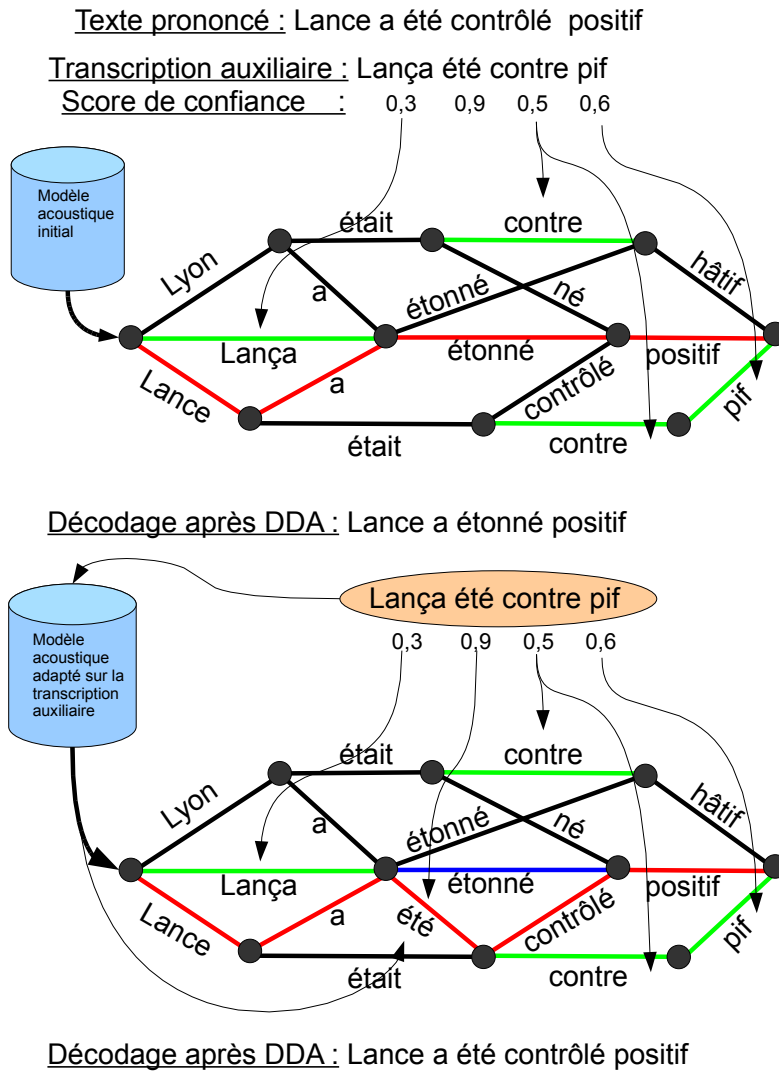 Texte prononcé : Lance a été contrôlé positif
Transcription auxiliaire : Lança été contre pif
Score de confiance : 0,3 0,9 0,5 0,6
Modèle
acoustique
initial
était
contre
Lyon
a
étonné
né
hâtif
Lança
étonné
positif
Lance
a
contrôlé
pif
était
contre
Décodage après DDA : Lance a étonné positif
Lança été contre pif
0,3 0,9 0,5 0,6
Modèle
acoustique
adapté sur la
transcription
auxiliaire
était
contre
Lyon
a
étonné
né
hâtif
Lança
étonné
positif
Lance
a
été
contrôlé
pif
était
contre
Décodage après DDA : Lance a été contrôlé positif